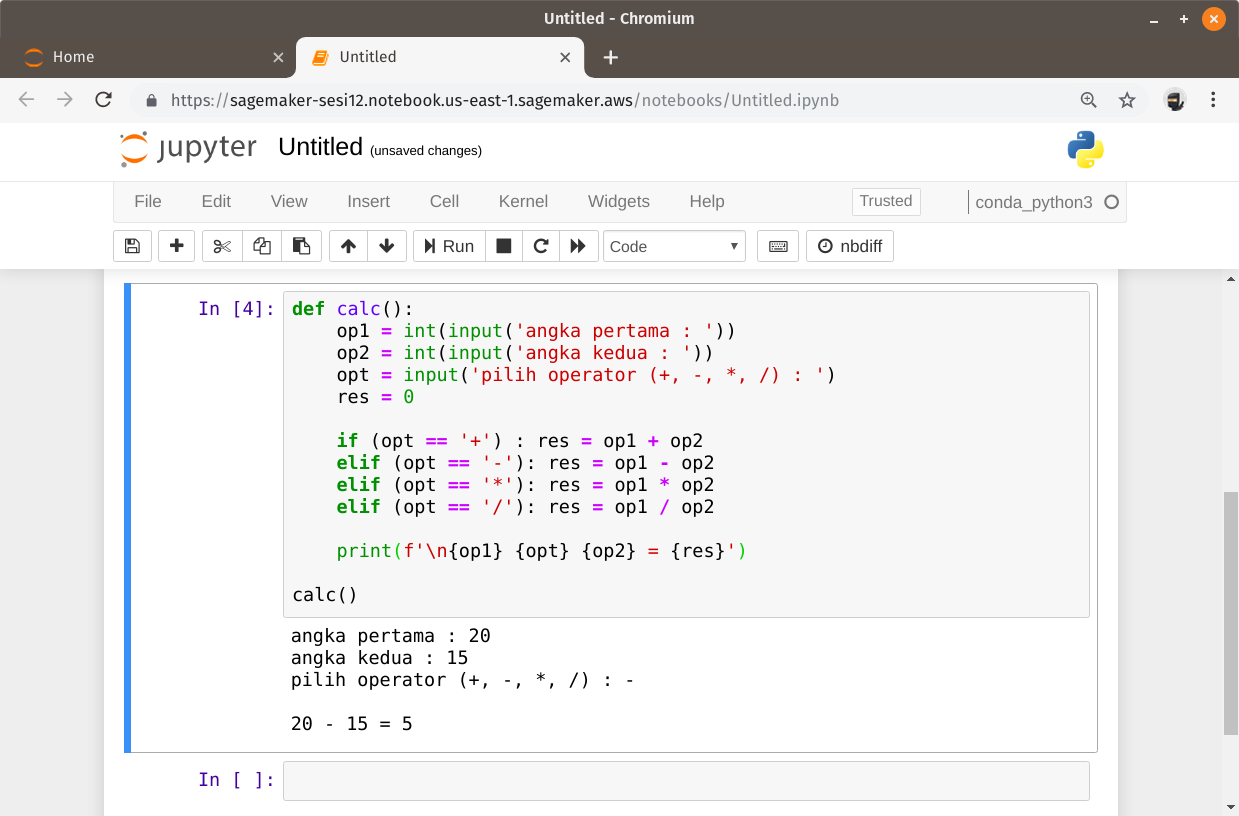 Untitled - Chromium
Home
Untitled
https://sagemaker-sesi12.notebook.us-east-1.sagemaker.aws/notebooks/Untitled.ipynb
jupyter Untitled (unsaved changes)
File Edit View Insert Cell Kernel Widgets Help Trusted conda_python3
Run Code nbdiff
In [4]: def calc():
    op1 = int(input('angka pertama : '))
    op2 = int(input('angka kedua : '))
    opt = input('pilih operator (+, -, *, /) : ')
    res = 0
    if (opt == '+') : res = op1 + op2
    elif (opt == '-'): res = op1 - op2
    elif (opt == '*'): res = op1 * op2
    elif (opt == '/'): res = op1 / op2
    print(f'\n{op1} {opt} {op2} = {res}')
calc()
angka pertama : 20
angka kedua : 15
pilih operator (+, -, *, /) : -
20 - 15 = 5
In [ ]: